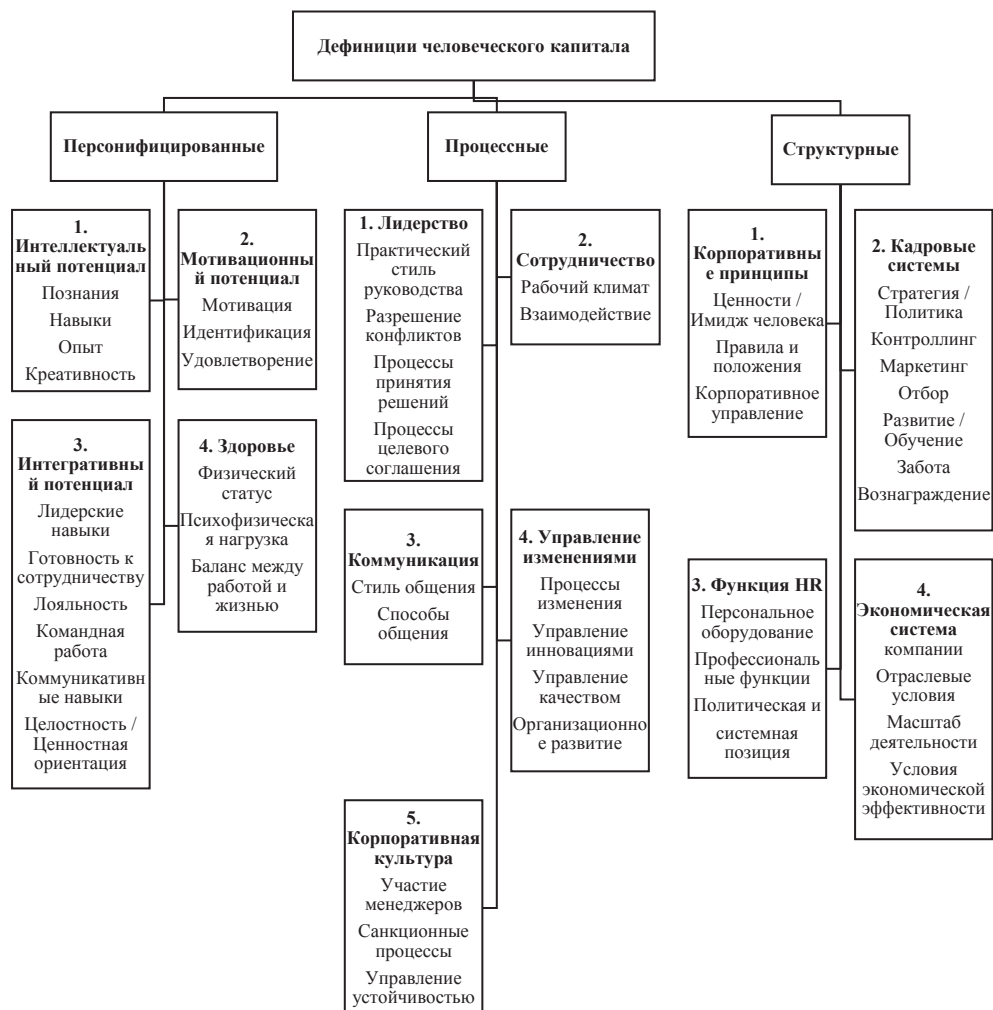 Дефиниции человеческого капитала
Персонифицированные
Процессные
Структурные
1.
Интеллектуаль
ный потенциал
Познания
Навыки
Опыт
Креативность
2.
Мотивационны
й потенциал
Мотивация
Идентификация
Удовлетворение
3.
Интегративны
й потенциал
Лидерские
навыки
Готовность к
сотрудничеству
Лояльность
Командная
работа
Коммуникативн
ые навыки
Целостность /
Ценностная
ориентация
4. Здоровье
Физический
статус
Психофизическа
я нагрузка
Баланс между
работой и
жизнью
1. Лидерство
Практический
стиль
руководства
Разрешение
конфликтов
Процессы
принятия
решений
Процессы
целевого
соглашения
2.
Сотрудничество
Рабочий климат
Взаимодействие
3.
Коммуникация
Стиль общения
Способы
общения
4. Управление
изменениями
Процессы
изменения
Управление
инновациями
Управление
качеством
Организационно
е развитие
5.
Корпоративная
культура
Участие
менеджеров
Санкционные
процессы
Управление
устойчивостью
1.
Корпоративны
е принципы
Ценности /
Имидж человека
Правила и
положения
Корпоративное
управление
2. Кадровые
системы
Стратегия /
Политика
Контроллинг
Маркетинг
Отбор
Развитие /
Обучение
Забота
Вознаграждение
3. Функция HR
Персональное
оборудование
Профессиональ
ные функции
Политическая и
системная
позиция
4.
Экономическая
система
компании
Отраслевые
условия
Масштаб
деятельности
Условия
экономической
эффективности